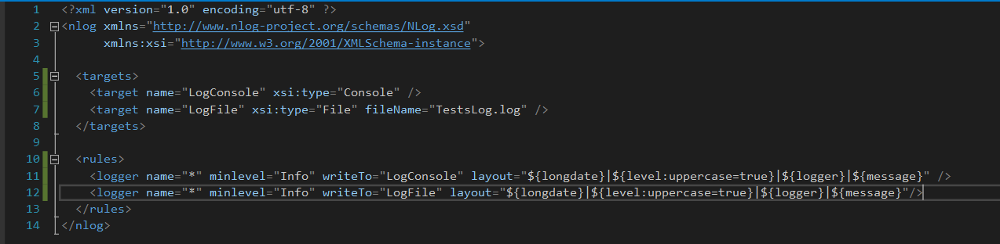 1 <?xml version="1.0" encoding="utf-8" ?>
2 <nlog xmlns="http://www.nlog-project.org/schemas/NLog.xsd"
3       xmlns:xsi="http://www.w3.org/2001/XMLSchema-instance">
4
5   <targets>
6     <target name="LogConsole" xsi:type="Console" />
7     <target name="LogFile" xsi:type="File" fileName="TestsLog.log" />
8   </targets>
9
10   <rules>
11     <logger name="*" minlevel="Info" writeTo="LogConsole" layout="${longdate}|${level:uppercase=true}|${logger}|${message}" />
12     <logger name="*" minlevel="Info" writeTo="LogFile" layout="${longdate}|${level:uppercase=true}|${logger}|${message}"/>
13   </rules>
14 </nlog>